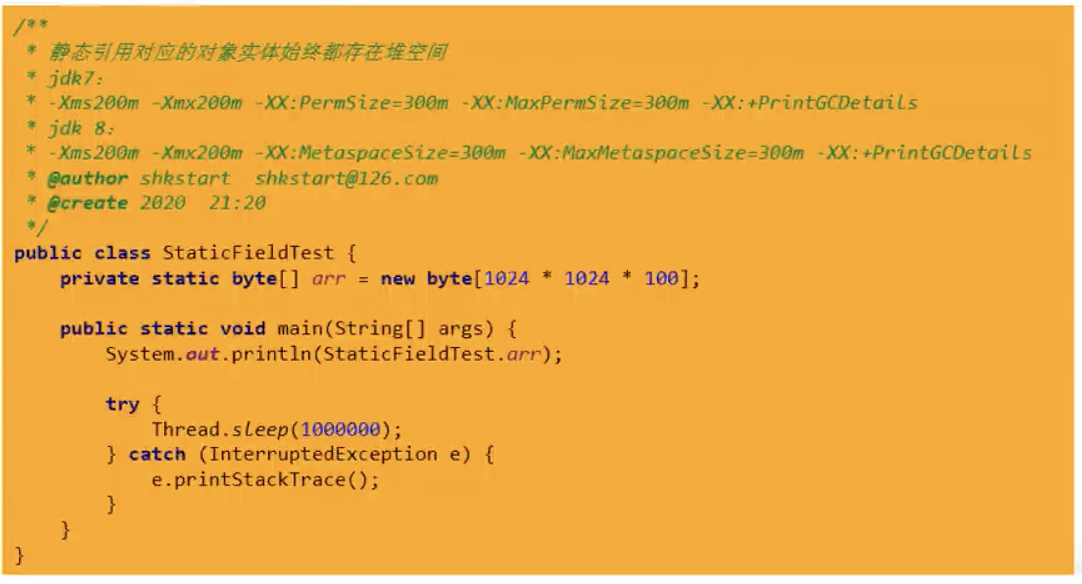 /**
 * 静态引用对应的对象实体始终都存在堆空间
 * jdk7:
 * -Xms200m -Xmx200m -XX:PermSize=300m -XX:MaxPermSize=300m -XX:+PrintGCDetails
 * jdk 8:
 * -Xms200m -Xmx200m -XX:MetaspaceSize=300m -XX:MaxMetaspaceSize=300m -XX:+PrintGCDetails
 * @author shkstart  shkstart@126.com
 * @create 2020  21:20
 */
public class StaticFieldTest {
    private static byte[] arr = new byte[1024 * 1024 * 100];
    public static void main(String[] args) {
        System.out.println(StaticFieldTest.arr);
        try {
            Thread.sleep(1000000);
        } catch (InterruptedException e) {
            e.printStackTrace();
        }
    }
}